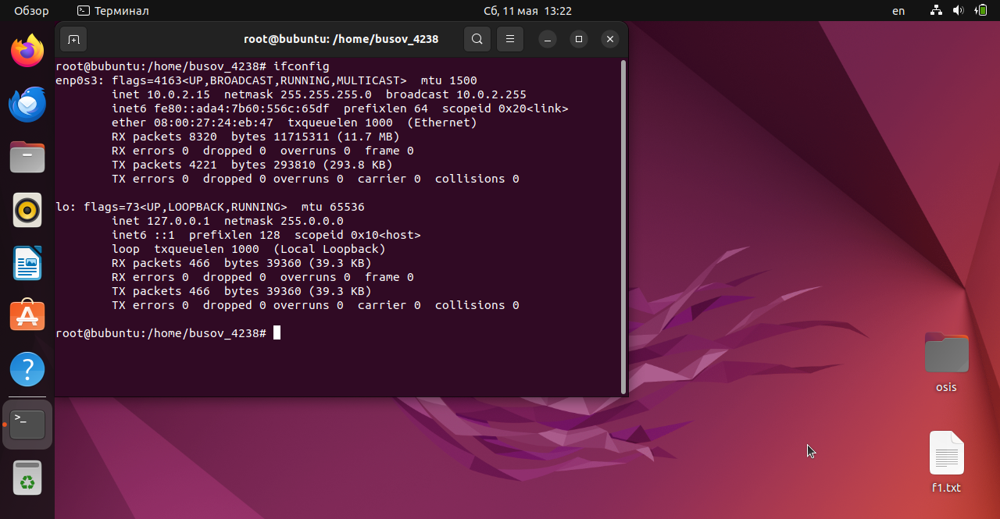 Обзор
Терминал
Сб, 11 мая 13:22
en
root@bubuntu: /home/busov_4238
root@bubuntu:/home/busov_4238# ifconfig
enp0s3: flags=4163<UP,BROADCAST,RUNNING,MULTICAST>  mtu 1500
        inet 10.0.2.15  netmask 255.255.255.0  broadcast 10.0.2.255
        inet6 fe80::ada4:7b60:556c:65df  prefixlen 64  scopeid 0x20<link>
        ether 08:00:27:24:eb:47  txqueuelen 1000  (Ethernet)
        RX packets 8320  bytes 11715311 (11.7 MB)
        RX errors 0  dropped 0  overruns 0  frame 0
        TX packets 4221  bytes 293810 (293.8 KB)
        TX errors 0  dropped 0 overruns 0  carrier 0  collisions 0
lo: flags=73<UP,LOOPBACK,RUNNING>  mtu 65536
        inet 127.0.0.1  netmask 255.0.0.0
        inet6 ::1  prefixlen 128  scopeid 0x10<host>
        loop  txqueuelen 1000  (Local Loopback)
        RX packets 466  bytes 39360 (39.3 KB)
        RX errors 0  dropped 0  overruns 0  frame 0
        TX packets 466  bytes 39360 (39.3 KB)
        TX errors 0  dropped 0 overruns 0  carrier 0  collisions 0
root@bubuntu:/home/busov_4238#
osis
f1.txt